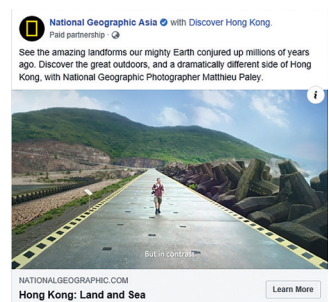 National Geographic Asia with Discover Hong Kong.
Paid partnership ·
See the amazing landforms our mighty Earth conjured up millions of years
ago. Discover the great outdoors, and a dramatically different side of Hong
Kong, with National Geographic Photographer Matthieu Paley.
i
But in contrast
NATIONALGEOGRAPHIC.COM
Hong Kong: Land and Sea
Learn More